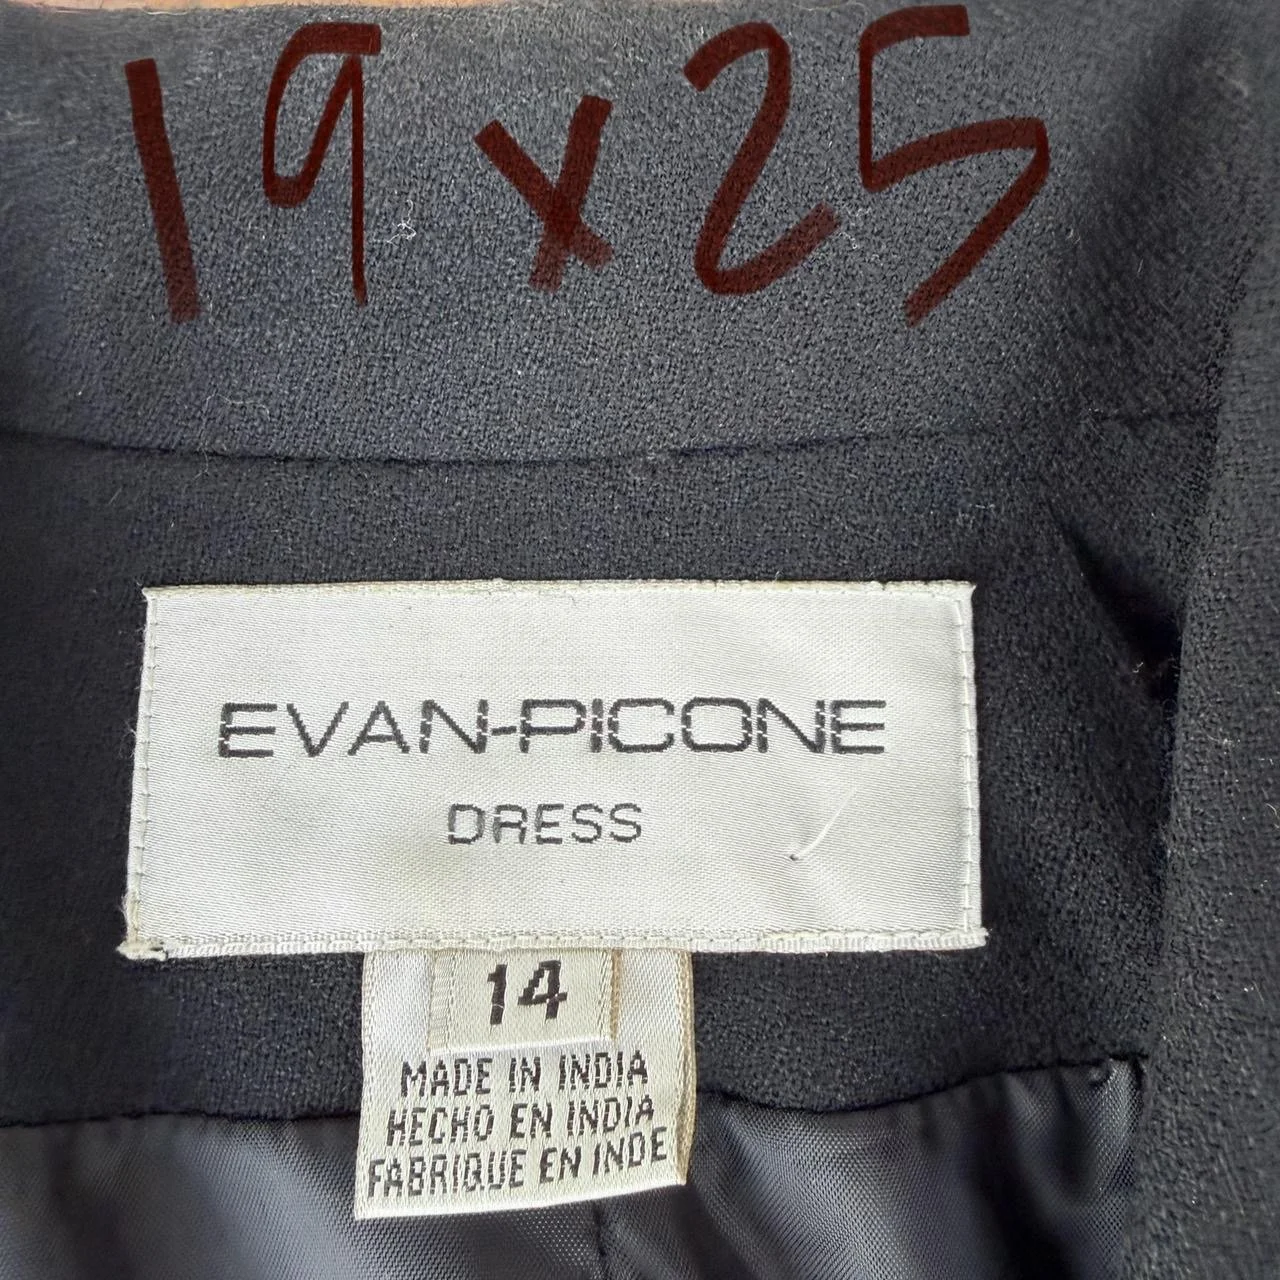 19 x 25
EVAN-PICONE
DRESS
14
MADE IN INDIA
HECHO EN INDIA
FABRIQUE EN INDE